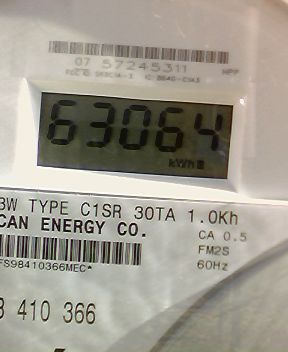 07 57245311
63064
kWh
3W TYPE C1SR 30TA 1.0Kh
CAN ENERGY CO.
CA 0.5
FM2S
60Hz
FS98410366MEC*
410 366